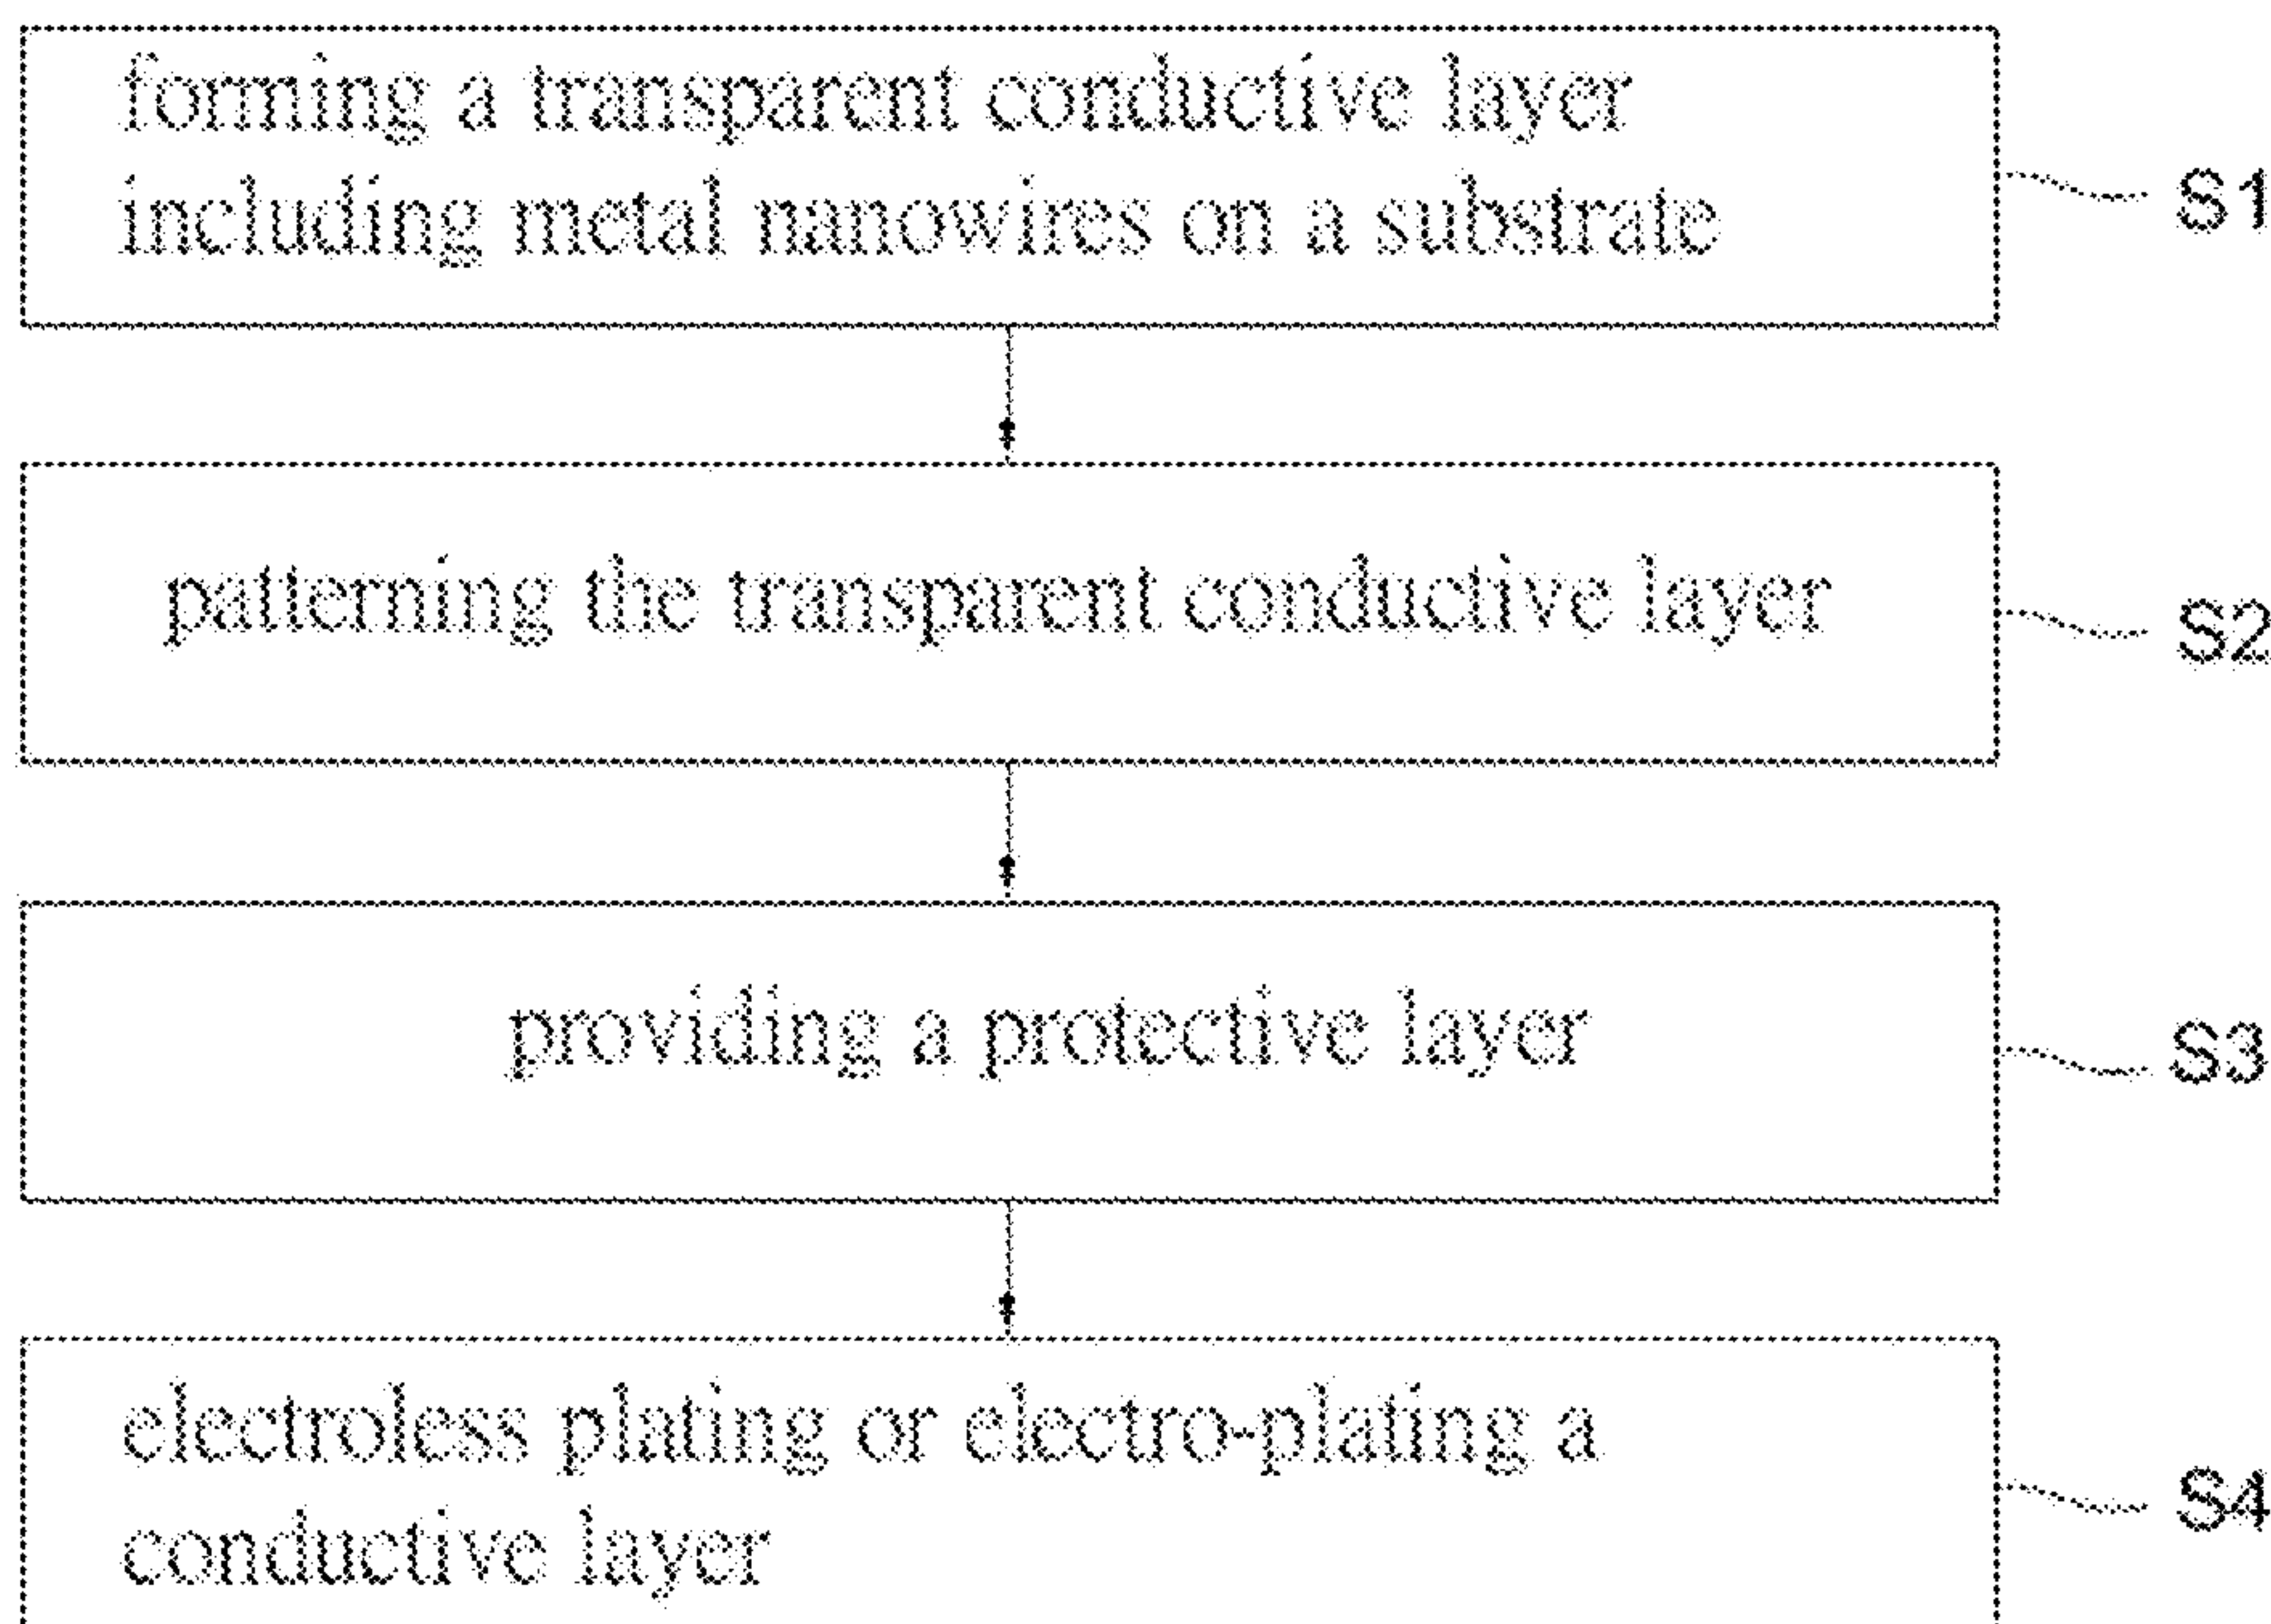 forming a transparent conductive layer
including metal nanowires on a substrate
S1
patterning the transparent conductive layer
S2
providing a protective layer
S3
electroless plating or electro-plating a
conductive layer
S4